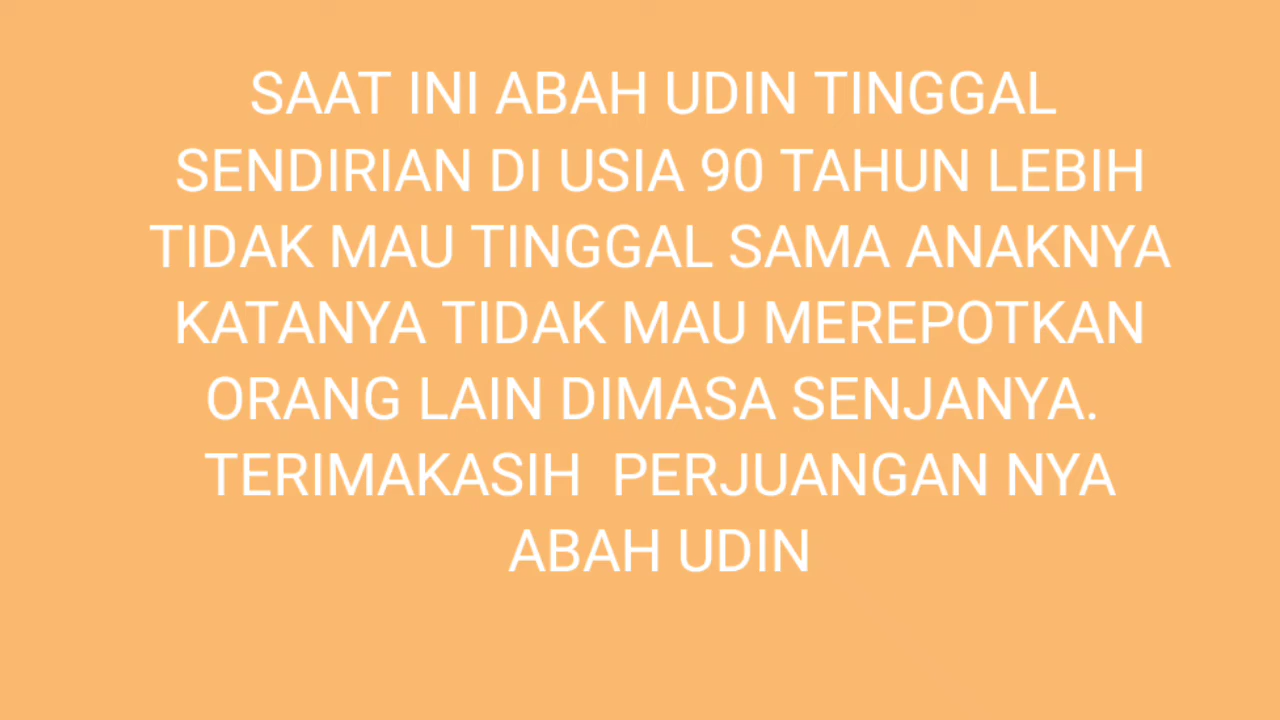 SAAT INI ABAH UDIN TINGGAL
SENDIRIAN DI USIA 90 TAHUN LEBIH
TIDAK MAU TINGGAL SAMA ANAKNYA
KATANYA TIDAK MAU MEREPOTKAN
ORANG LAIN DIMASA SENJANYA.
TERIMAKASIH  PERJUANGAN NYA
ABAH UDIN